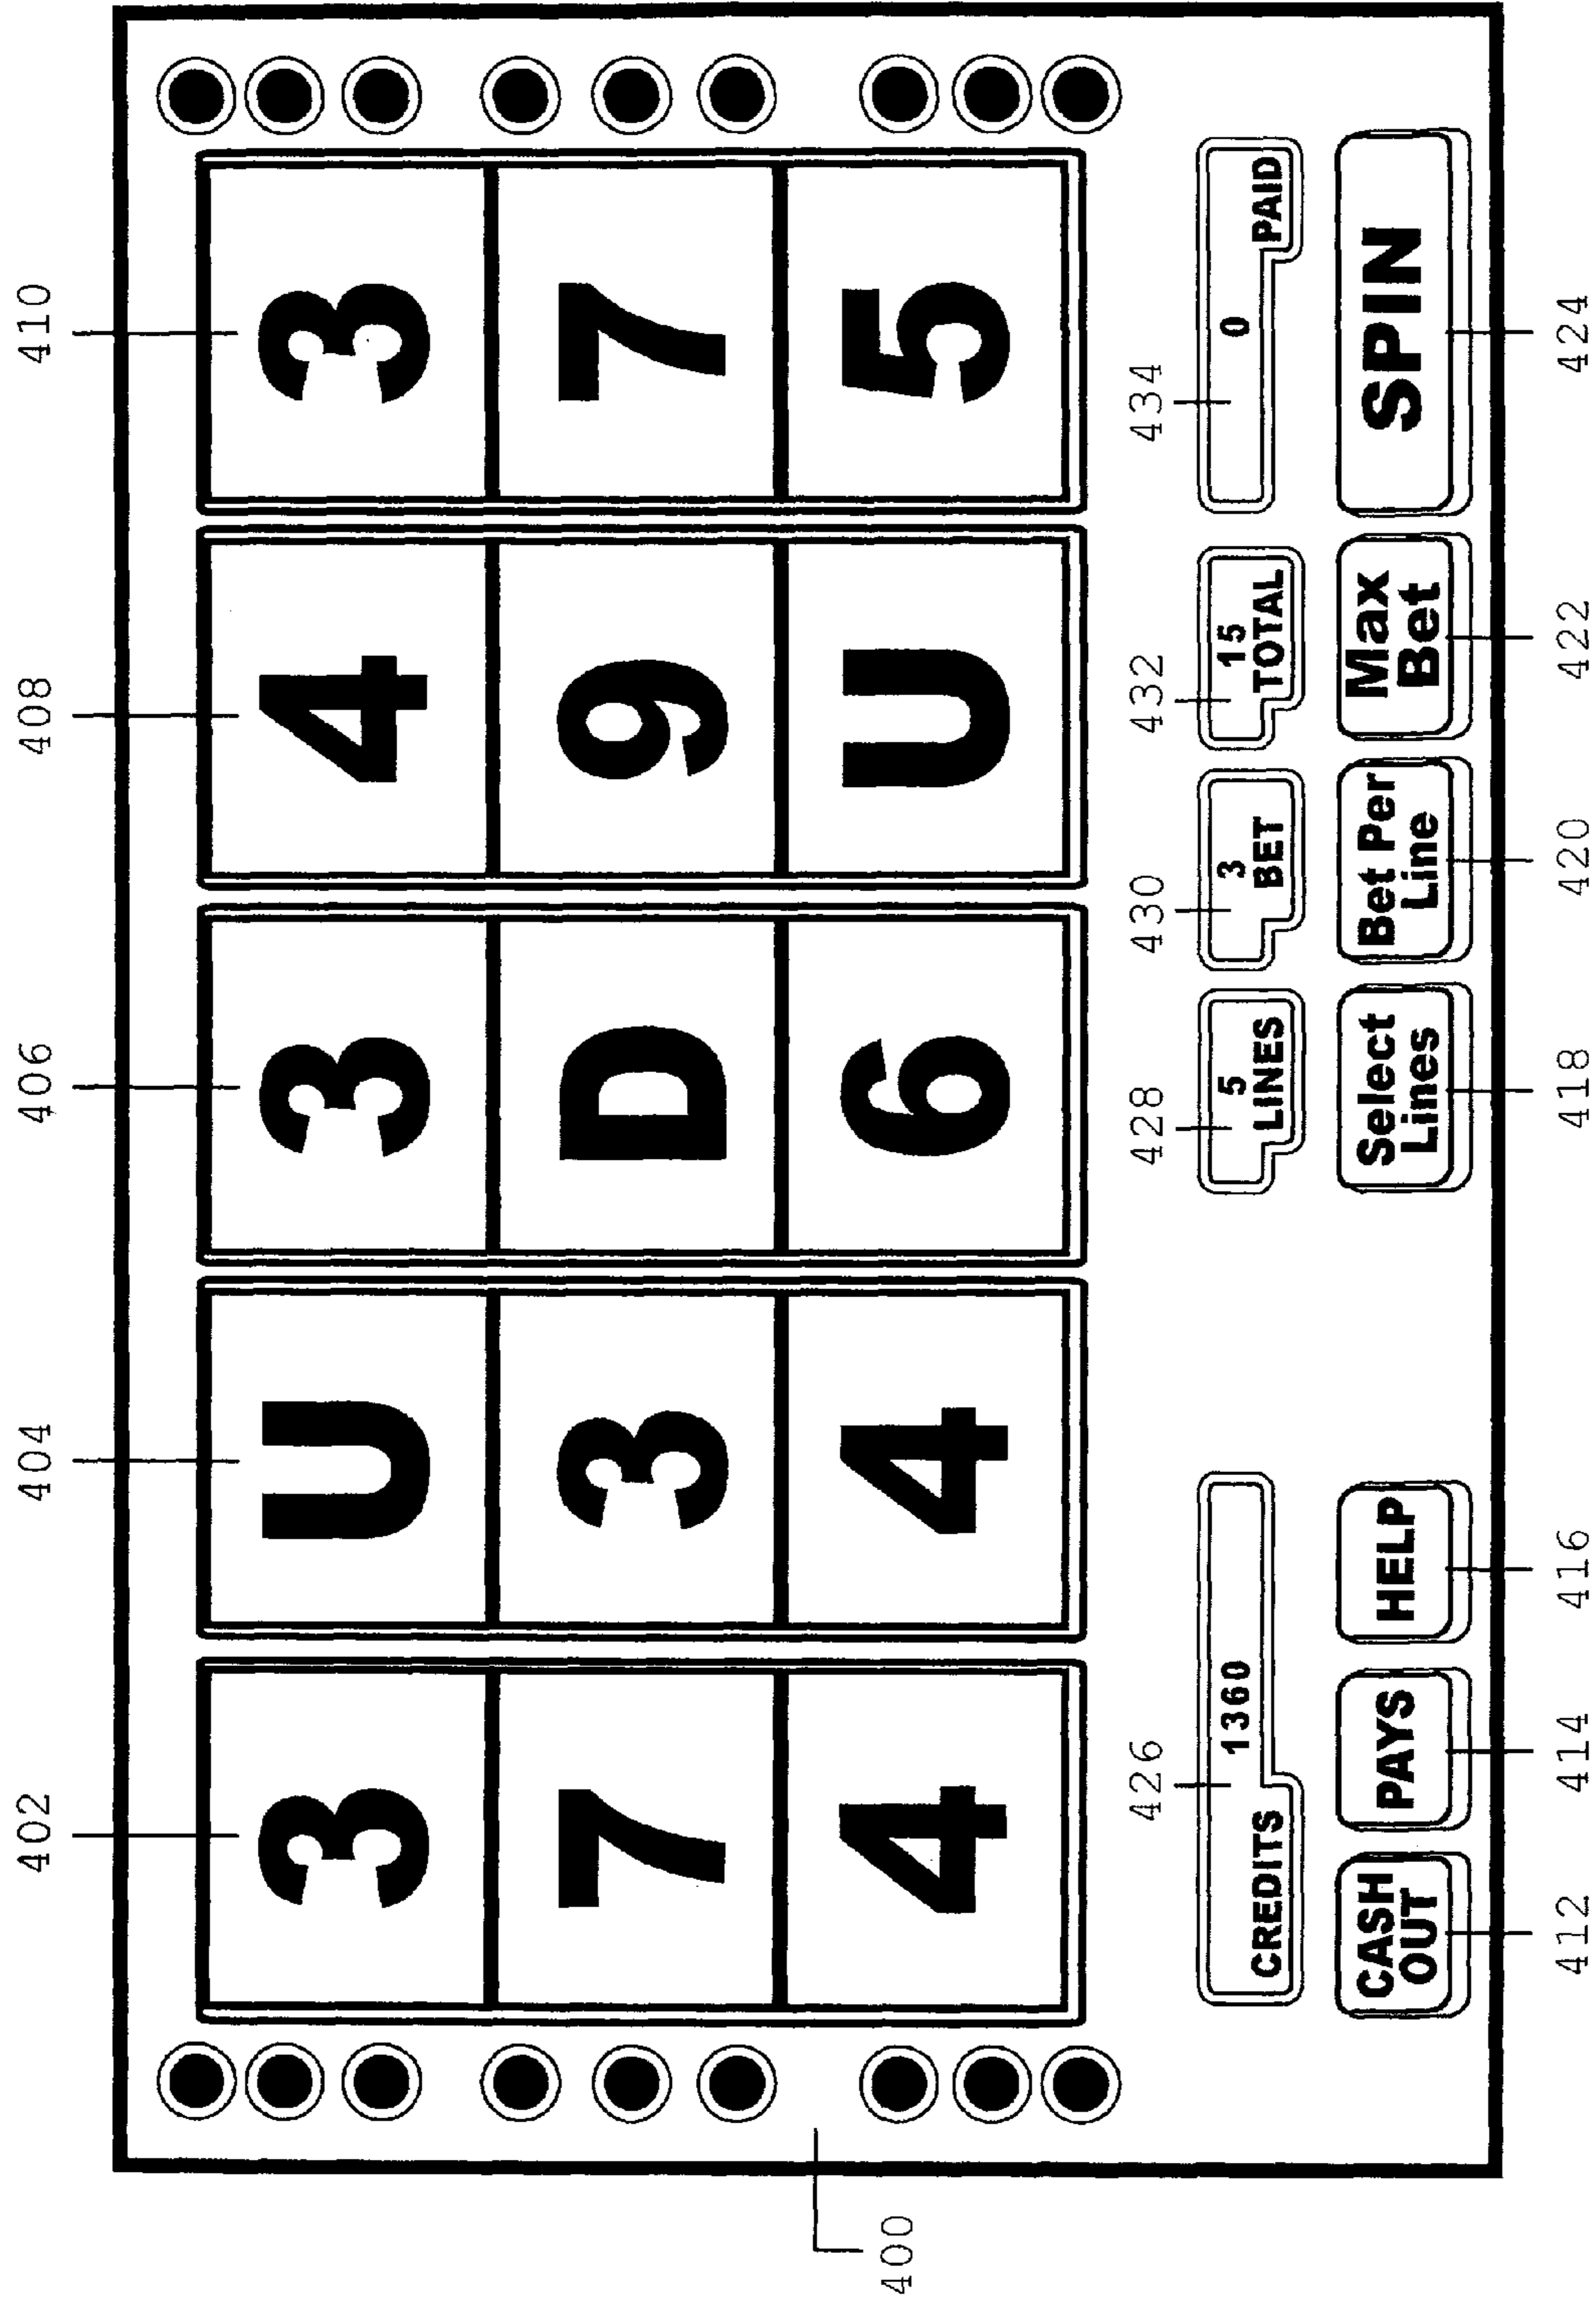 402 404 406 408 410
3 U 3 4 3
7 3 D 9 7
4 4 6 U 5
400
426 428 430 432 434
1360 5 3 15 0
CREDITS LINES BET TOTAL PAID
CASH OUT
PAYS
HELP
Select Lines
Bet Per Line
Max Bet
SPIN
412 414 416 418 420 422 424